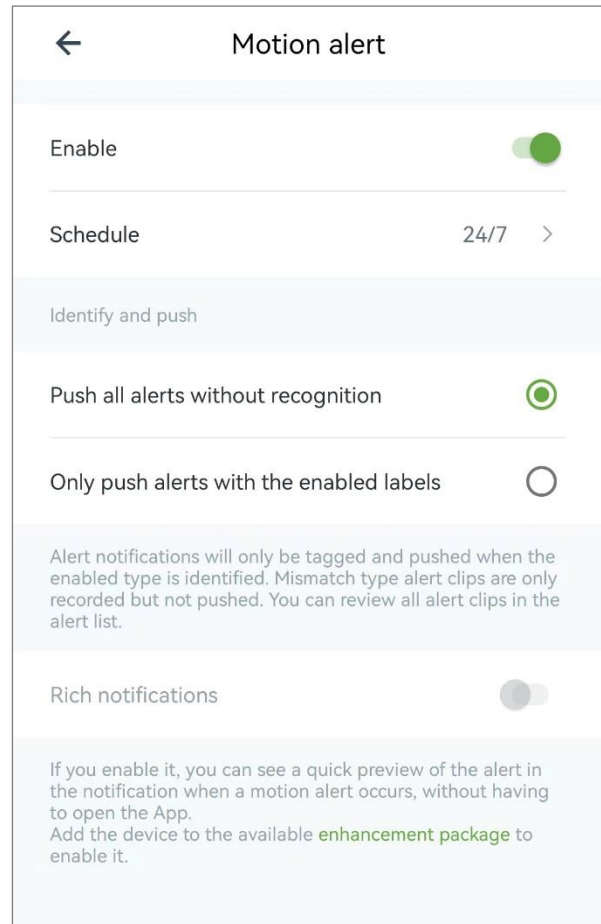 Motion alert
Enable
Schedule 24/7
Identify and push
Push all alerts without recognition
Only push alerts with the enabled labels
Alert notifications will only be tagged and pushed when the
enabled type is identified. Mismatch type alert clips are only
recorded but not pushed. You can review all alert clips in the
alert list.
Rich notifications
If you enable it, you can see a quick preview of the alert in
the notification when a motion alert occurs, without having
to open the App.
Add the device to the available enhancement package to
enable it.